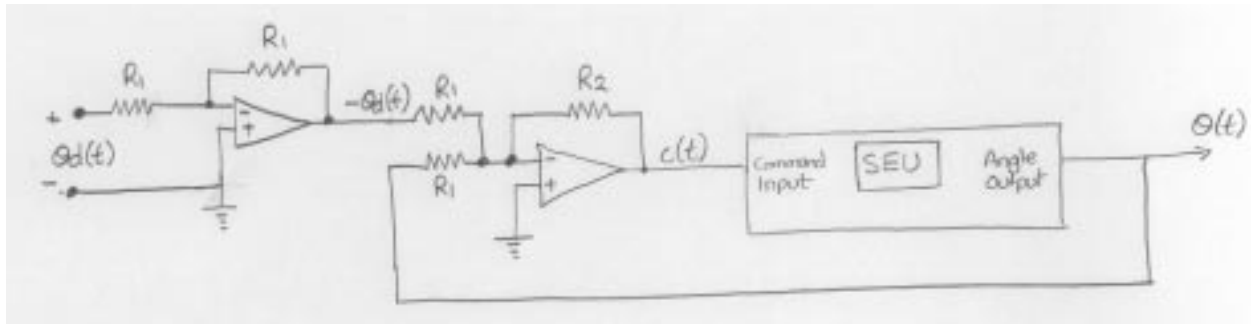 R1
R1
+
θd(t)
-
-
+
-θd(t)
R1
R1
R2
-
+
c(t)
Command
Input
SEU
Angle
Output
θ(t)